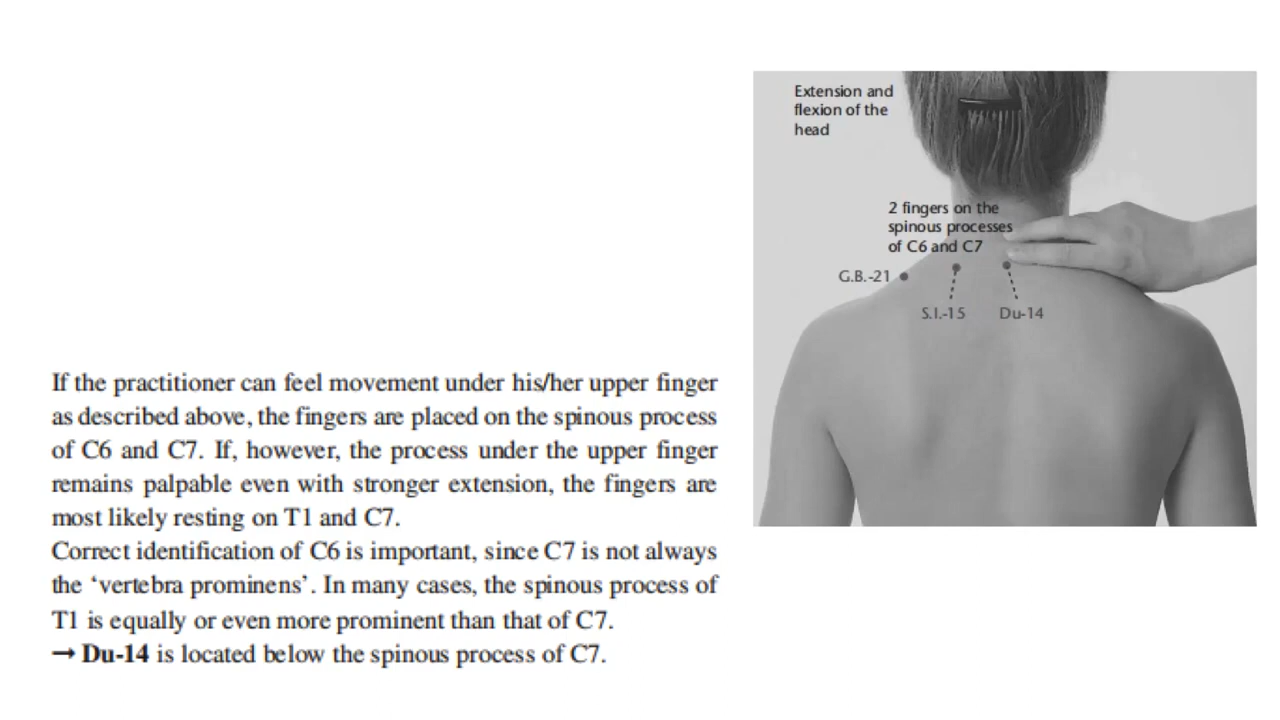 Extension and
flexion of the
head
2 fingers on the
spinous processes
of C6 and C7
G.B.-21
S.I.-15
Du-14
If the practitioner can feel movement under his/her upper finger
as described above, the fingers are placed on the spinous process
of C6 and C7. If, however, the process under the upper finger
remains palpable even with stronger extension, the fingers are
most likely resting on T1 and C7.
Correct identification of C6 is important, since C7 is not always
the ‘vertebra prominens’. In many cases, the spinous process of
T1 is equally or even more prominent than that of C7.
→ Du-14 is located below the spinous process of C7.